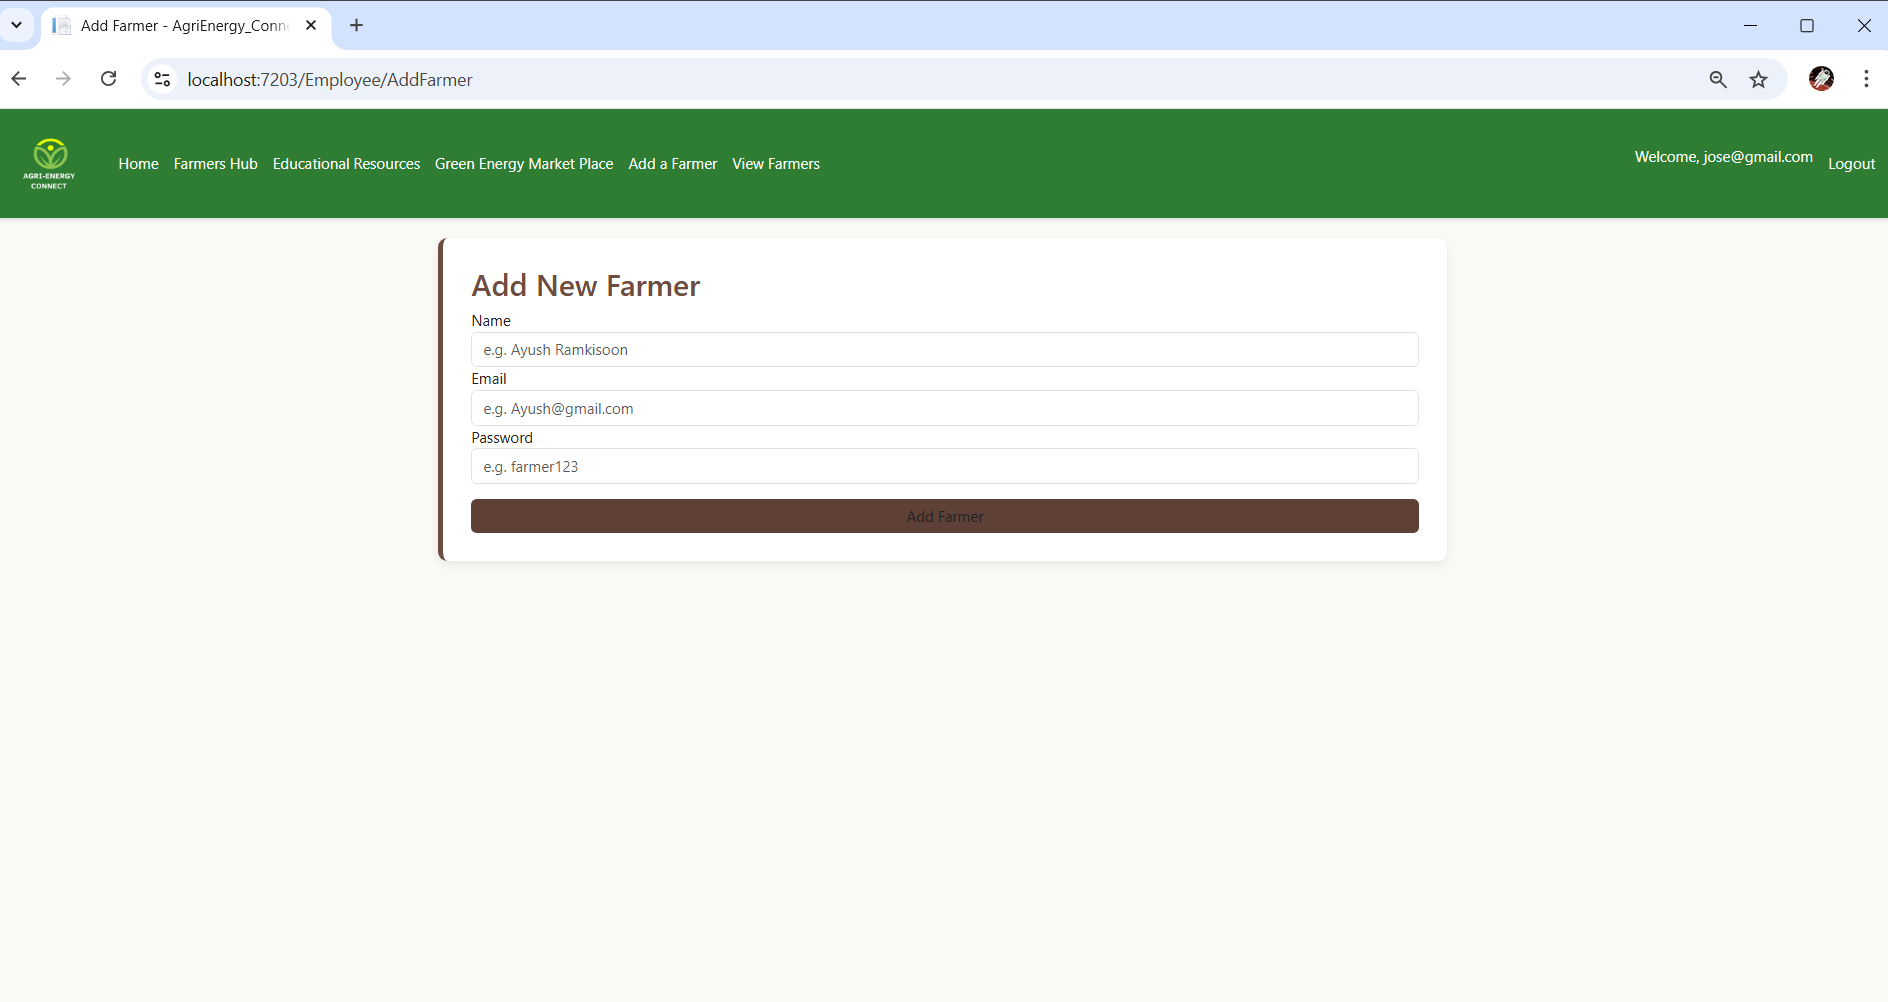 Add Farmer - AgriEnergy_Conn
localhost:7203/Employee/AddFarmer
AGRI-ENERGY
CONNECT
Home Farmers Hub Educational Resources Green Energy Market Place Add a Farmer View Farmers
Welcome, jose@gmail.com Logout
Add New Farmer
Name
e.g. Ayush Ramkisoon
Email
e.g. Ayush@gmail.com
Password
e.g. farmer123
Add Farmer